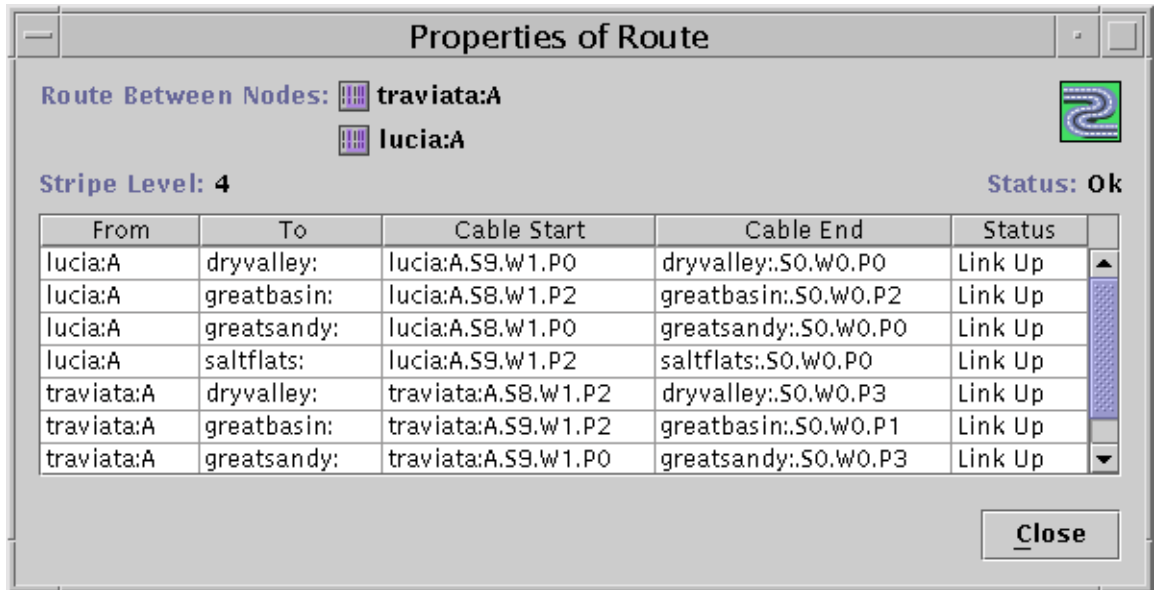 Properties of Route
Route Between Nodes: traviata:A
lucia:A
Stripe Level: 4 Status: Ok
From To Cable Start Cable End Status
lucia:A dryvalley: lucia:A.S9.W1.P0 dryvalley:.S0.W0.P0 Link Up
lucia:A greatbasin: lucia:A.S8.W1.P2 greatbasin:.S0.W0.P2 Link Up
lucia:A greatsandy: lucia:A.S8.W1.P0 greatsandy:.S0.W0.P0 Link Up
lucia:A saltflats: lucia:A.S9.W1.P2 saltflats:.S0.W0.P0 Link Up
traviata:A dryvalley: traviata:A.S8.W1.P2 dryvalley:.S0.W0.P3 Link Up
traviata:A greatbasin: traviata:A.S9.W1.P2 greatbasin:.S0.W0.P1 Link Up
traviata:A greatsandy: traviata:A.S9.W1.P0 greatsandy:.S0.W0.P3 Link Up
Close